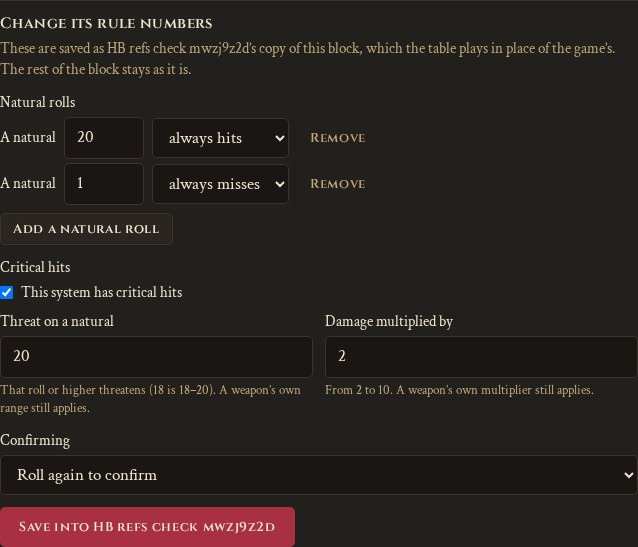 Change its rule numbers
These are saved as HB refs check mwzj9z2d's copy of this block, which the table plays in place of the game's.
The rest of the block stays as it is.
Natural rolls
A natural 20 always hits Remove
A natural 1 always misses Remove
Add a natural roll
Critical hits
This system has critical hits
Threat on a natural Damage multiplied by
20 2
That roll or higher threatens (18 is 18–20). A weapon's own From 2 to 10. A weapon's own multiplier still applies.
range still applies.
Confirming
Roll again to confirm
Save into HB refs check mwzj9z2d